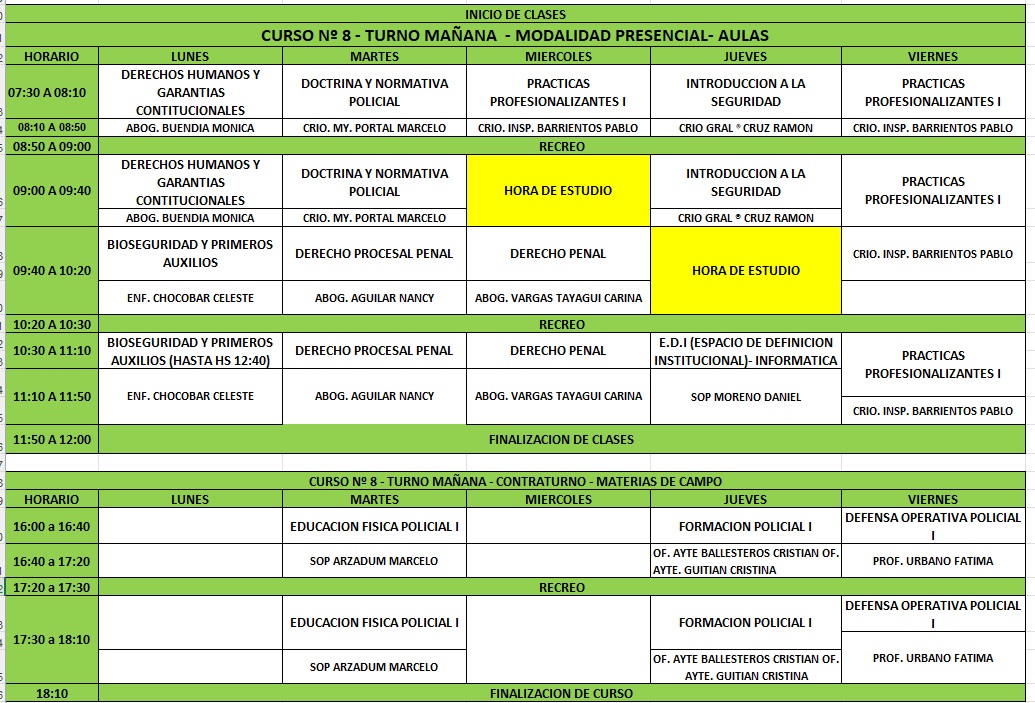 INICIO DE CLASES
CURSO Nº 8 - TURNO MAÑANA - MODALIDAD PRESENCIAL- AULAS
HORARIO LUNES MARTES MIERCOLES JUEVES VIERNES
07:30 A 08:10
DERECHOS HUMANOS Y
GARANTIAS
CONTITUCIONALES
DOCTRINA Y NORMATIVA
POLICIAL
PRACTICAS
PROFESIONALIZANTES I
INTRODUCCION A LA
SEGURIDAD
PRACTICAS
PROFESIONALIZANTES I
08:10 A 08:50 ABOG. BUENDIA MONICA CRIO. MY. PORTAL MARCELO CRIO. INSP. BARRIENTOS PABLO CRIO GRAL ® CRUZ RAMON CRIO. INSP. BARRIENTOS PABLO
08:50 A 09:00 RECREO
09:00 A 09:40
DERECHOS HUMANOS Y
GARANTIAS
CONTITUCIONALES
DOCTRINA Y NORMATIVA
POLICIAL
HORA DE ESTUDIO
INTRODUCCION A LA
SEGURIDAD
PRACTICAS
PROFESIONALIZANTES I
ABOG. BUENDIA MONICA CRIO. MY. PORTAL MARCELO CRIO GRAL ® CRUZ RAMON
09:40 A 10:20
BIOSEGURIDAD Y PRIMEROS
AUXILIOS
DERECHO PROCESAL PENAL
DERECHO PENAL
HORA DE ESTUDIO
CRIO. INSP. BARRIENTOS PABLO
ENF. CHOCOBAR CELESTE ABOG. AGUILAR NANCY ABOG. VARGAS TAYAGUI CARINA
10:20 A 10:30 RECREO
10:30 A 11:10
BIOSEGURIDAD Y PRIMEROS
AUXILIOS (HASTA HS 12:40)
DERECHO PROCESAL PENAL
DERECHO PENAL
E.D.I (ESPACIO DE DEFINICION
INSTITUCIONAL)- INFORMATICA
PRACTICAS
PROFESIONALIZANTES I
11:10 A 11:50 ENF. CHOCOBAR CELESTE ABOG. AGUILAR NANCY ABOG. VARGAS TAYAGUI CARINA SOP MORENO DANIEL
CRIO. INSP. BARRIENTOS PABLO
11:50 A 12:00 FINALIZACION DE CLASES
CURSO Nº 8 - TURNO MAÑANA - CONTRATURNO - MATERIAS DE CAMPO
HORARIO LUNES MARTES MIERCOLES JUEVES VIERNES
16:00 a 16:40 EDUCACION FISICA POLICIAL I FORMACION POLICIAL I
DEFENSA OPERATIVA POLICIAL
I
16:40 a 17:20 SOP ARZADUM MARCELO
OF. AYTE BALLESTEROS CRISTIAN OF.
AYTE. GUITIAN CRISTINA
PROF. URBANO FATIMA
17:20 a 17:30 RECREO
17:30 a 18:10 EDUCACION FISICA POLICIAL I FORMACION POLICIAL I
DEFENSA OPERATIVA POLICIAL
I
SOP ARZADUM MARCELO
OF. AYTE BALLESTEROS CRISTIAN OF.
AYTE. GUITIAN CRISTINA
PROF. URBANO FATIMA
18:10 FINALIZACION DE CURSO